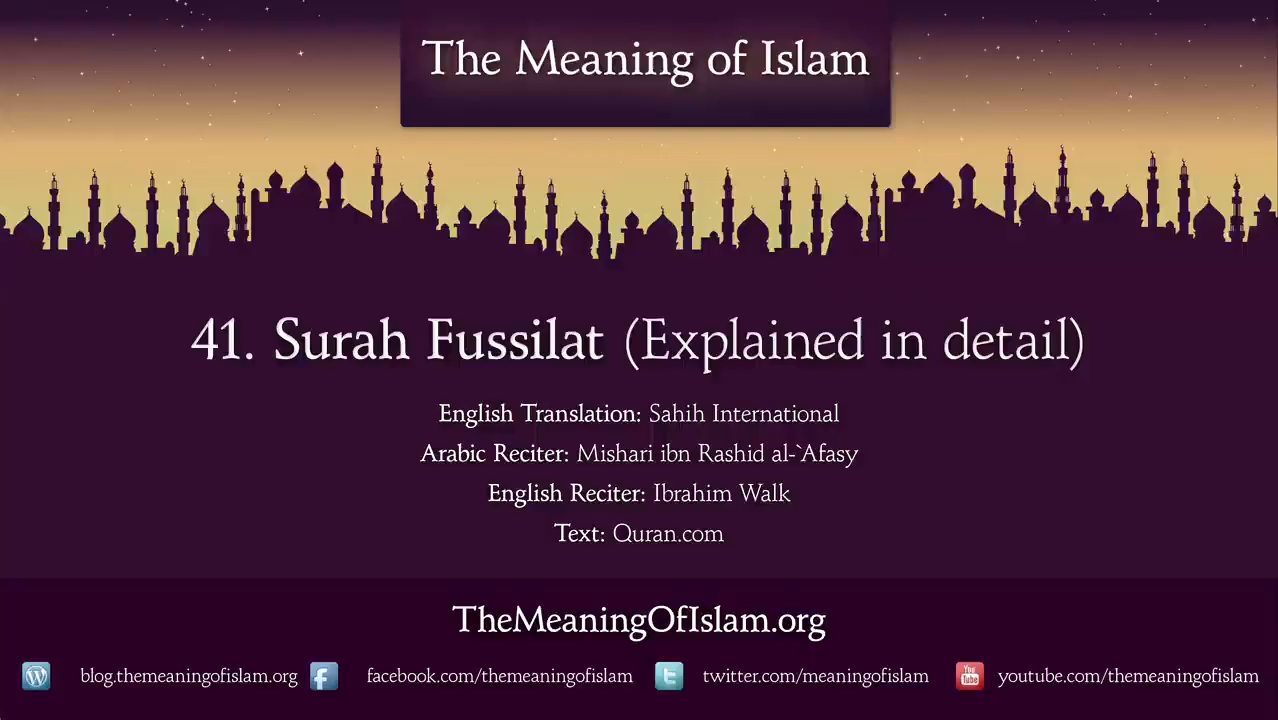 The Meaning of Islam
41. Surah Fussilat (Explained in detail)
English Translation: Sahih International
Arabic Reciter: Mishari ibn Rashid al-`Afasy
English Reciter: Ibrahim Walk
Text: Quran.com
TheMeaningOfIslam.org
blog.themeaningofislam.org facebook.com/themeaningofislam twitter.com/meaningofislam You Tube youtube.com/themeaningofislam